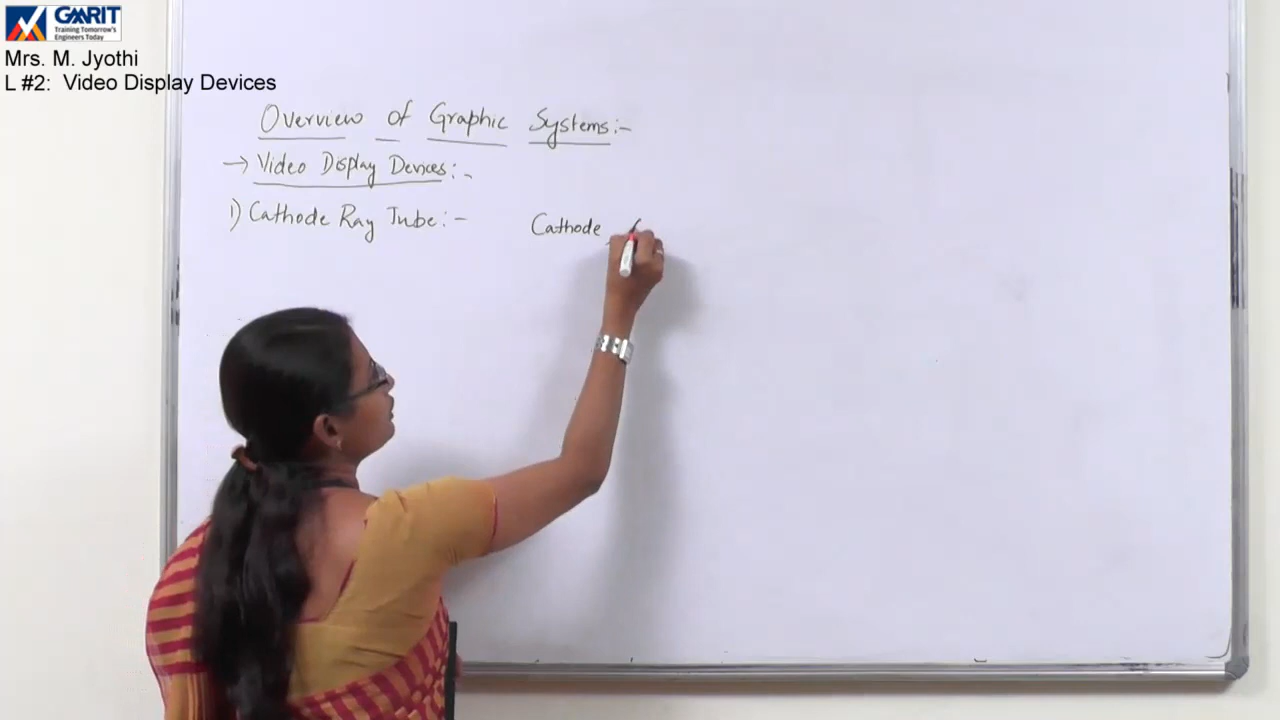 GMRIT
Training Tomorrow's
Engineers Today
Mrs. M. Jyothi
L #2: Video Display Devices
Overview of Graphic Systems:-
→ Video Display Devices:-
1) Cathode Ray Tube:-
Cathode